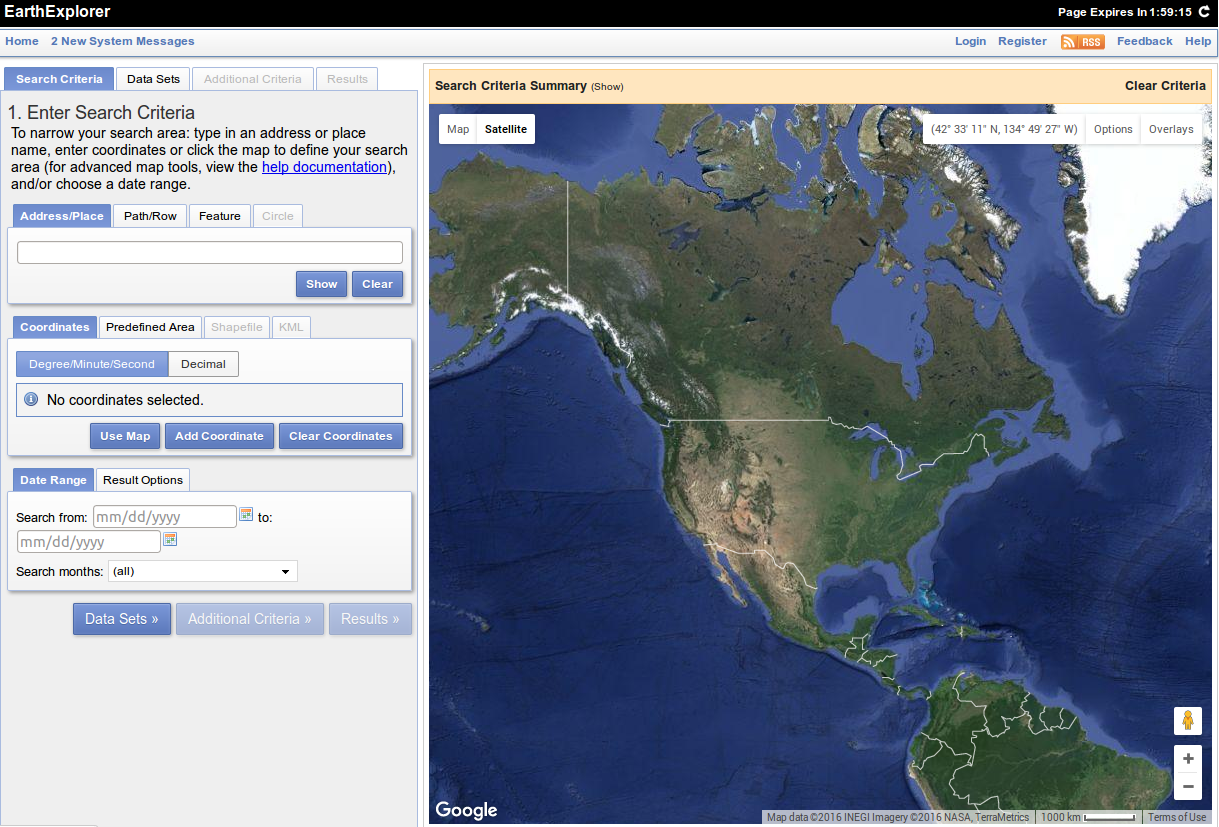 EarthExplorer
Page Expires In 1:59:15
Home 2 New System Messages
Login Register RSS Feedback Help
Search Criteria Data Sets Additional Criteria Results
1. Enter Search Criteria
To narrow your search area: type in an address or place
name, enter coordinates or click the map to define your search
area (for advanced map tools, view the help documentation),
and/or choose a date range.
Address/Place Path/Row Feature Circle
Show Clear
Coordinates Predefined Area Shapefile KML
Degree/Minute/Second Decimal
No coordinates selected.
Use Map Add Coordinate Clear Coordinates
Date Range Result Options
Search from: mm/dd/yyyy to:
mm/dd/yyyy
Search months: (all)
Data Sets » Additional Criteria » Results »
Search Criteria Summary (Show) Clear Criteria
Map Satellite
(42° 33' 11" N, 134° 49' 27" W) Options Overlays
+
−
Google
Map data ©2016 INEGI Imagery ©2016 NASA, TerraMetrics 1000 km Terms of Use